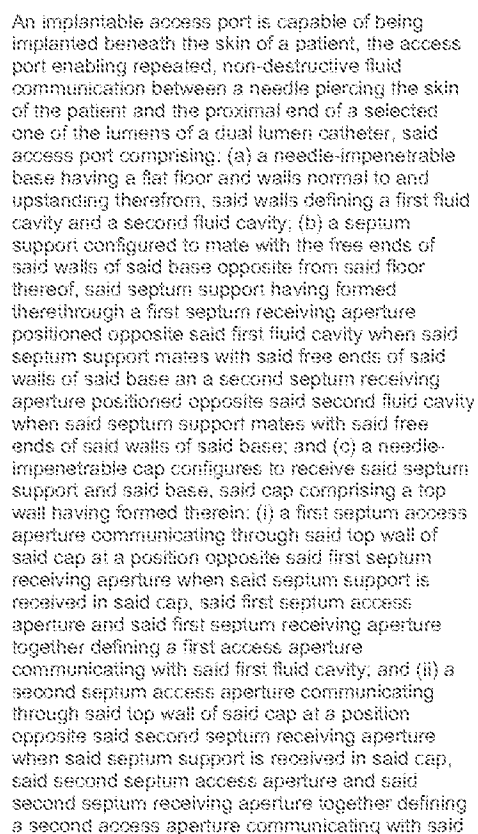 An implantable access port is capable of being
implanted beneath the skin of a patient, the access
port enabling repeated, non-destructive fluid
communication between a needle piercing the skin
of the patient and the proximal end of a selected
one of the lumens of a dual lumen catheter, said
access port comprising: (a) a needle-impenetrable
base having a flat floor and walls normal to and
upstanding therefrom, said walls defining a first fluid
cavity and a second fluid cavity; (b) a septum
support configured to mate with the free ends of
said walls of said base opposite from said floor
thereof, said septum support having formed
therethrough a first septum receiving aperture
positioned opposite said first fluid cavity when said
septum support mates with said free ends of said
walls of said base an a second septum receiving
aperture positioned opposite said second fluid cavity
when said septum support mates with said free
ends of said walls of said base; and (c) a needle-
impenetrable cap configures to receive said septum
support and said base, said cap comprising a top
wall having formed therein: (i) a first septum access
aperture communicating through said top wall of
said cap at a position opposite said first septum
receiving aperture when said septum support is
received in said cap, said first septum access
aperture and said first septum receiving aperture
together defining a first access aperture
communicating with said first fluid cavity; and (ii) a
second septum access aperture communicating
through said top wall of said cap at a position
opposite said second septum receiving aperture
when said septum support is received in said cap,
said second septum access aperture and said
second septum receiving aperture together defining
a second access aperture communicating with said